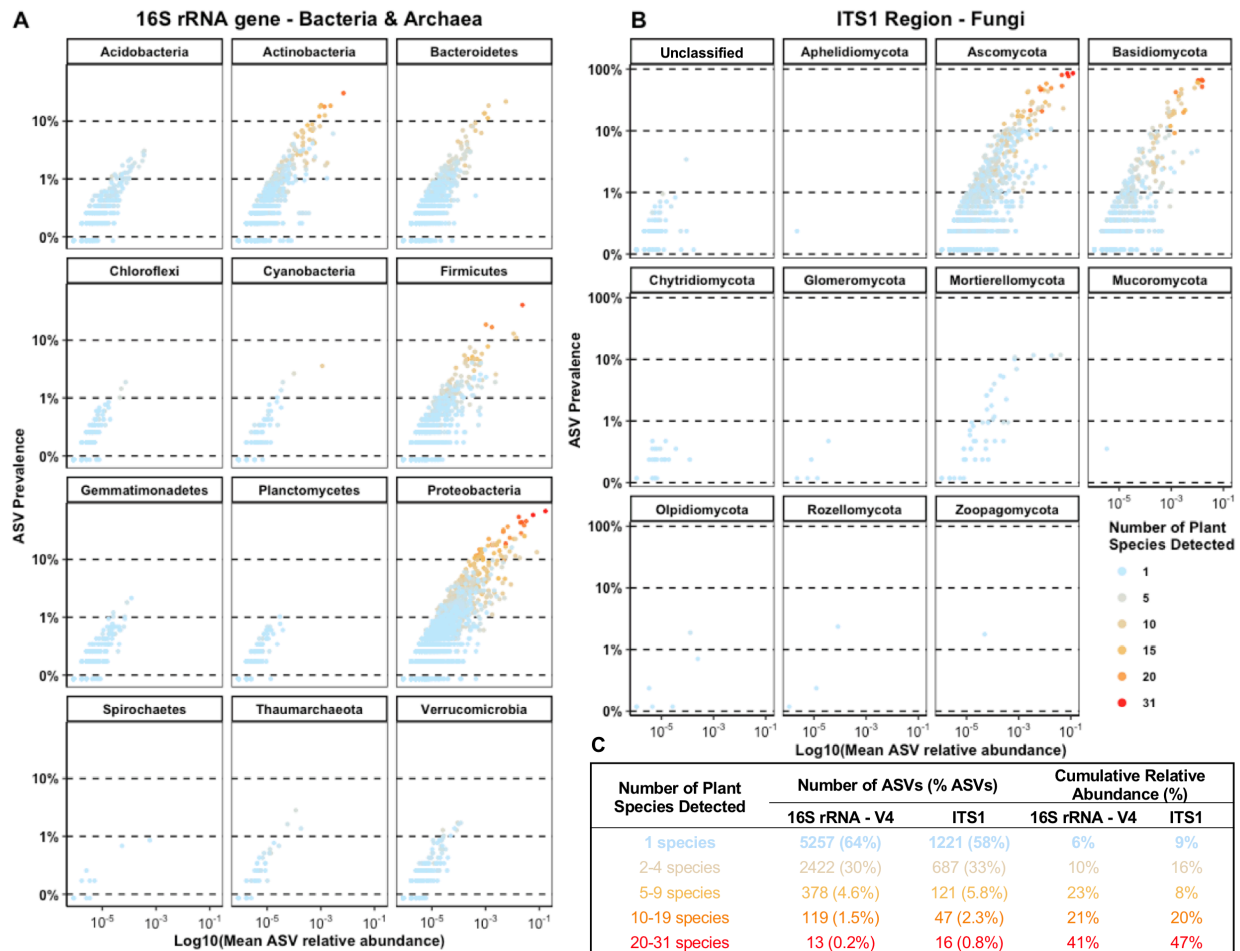 A
16S rRNA gene - Bacteria & Archaea
Acidobacteria
Actinobacteria
Bacteroidetes
10%
1%
0%
Chloroflexi
Cyanobacteria
Firmicutes
10%
1%
0%
Gemmatimonadetes
Planctomycetes
Proteobacteria
10%
1%
0%
Spirochaetes
Thaumarchaeota
Verrucomicrobia
10%
1%
0%
10-5 10-3 10-1
10-5 10-3 10-1
10-5 10-3 10-1
ASV Prevalence
Log10(Mean ASV relative abundance)
B
ITS1 Region - Fungi
Unclassified
Aphelidiomycota
Ascomycota
Basidiomycota
100%
10%
1%
0%
Chytridiomycota
Glomeromycota
Mortierellomycota
Mucoromycota
100%
10%
1%
0%
10-5 10-3 10-1
Olpidiomycota
Rozellomycota
Zoopagomycota
100%
10%
1%
0%
10-5 10-3 10-1
10-5 10-3 10-1
10-5 10-3 10-1
ASV Prevalence
Log10(Mean ASV relative abundance)
Number of Plant
Species Detected
1
5
10
15
20
31
C
Number of Plant Species Detected
Number of ASVs (% ASVs)
Cumulative Relative Abundance (%)
16S rRNA - V4 ITS1 16S rRNA - V4 ITS1
1 species 5257 (64%) 1221 (58%) 6% 9%
2-4 species 2422 (30%) 687 (33%) 10% 16%
5-9 species 378 (4.6%) 121 (5.8%) 23% 8%
10-19 species 119 (1.5%) 47 (2.3%) 21% 20%
20-31 species 13 (0.2%) 16 (0.8%) 41% 47%